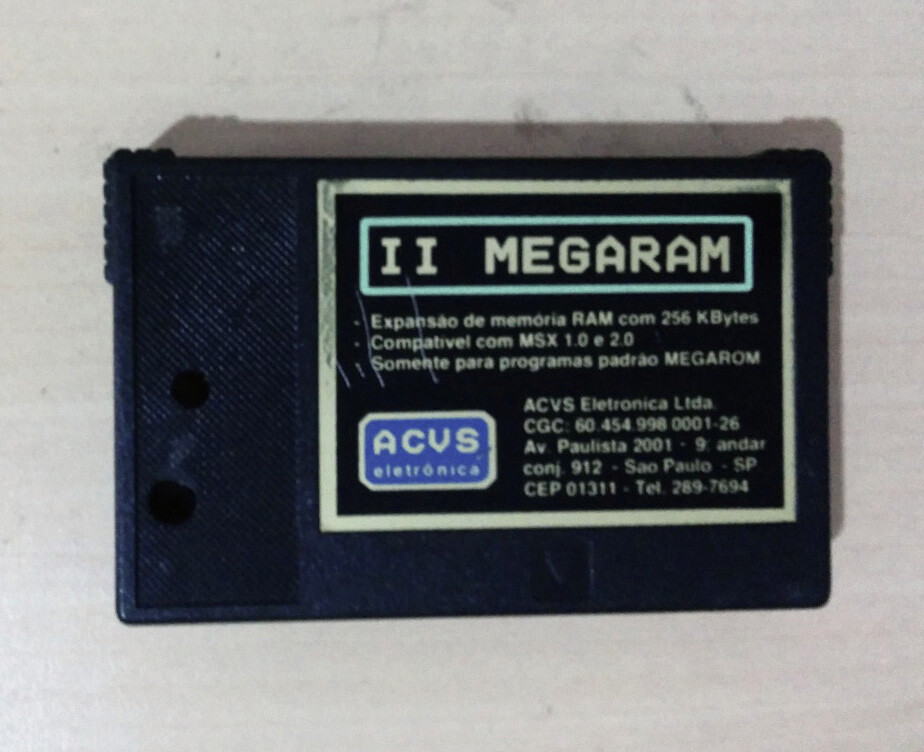 II MEGARAM
- Expansão de memória RAM com 256 KBytes
- Compatível com MSX 1.0 e 2.0
- Somente para programas padrão MEGAROM
ACVS
eletrônica
ACVS Eletronica Ltda.
CGC: 60.454.998.0001-26
Av. Paulista 2001 - 9: andar
conj. 912 - Sao Paulo - SP
CEP 01311 - Tel. 289-7694